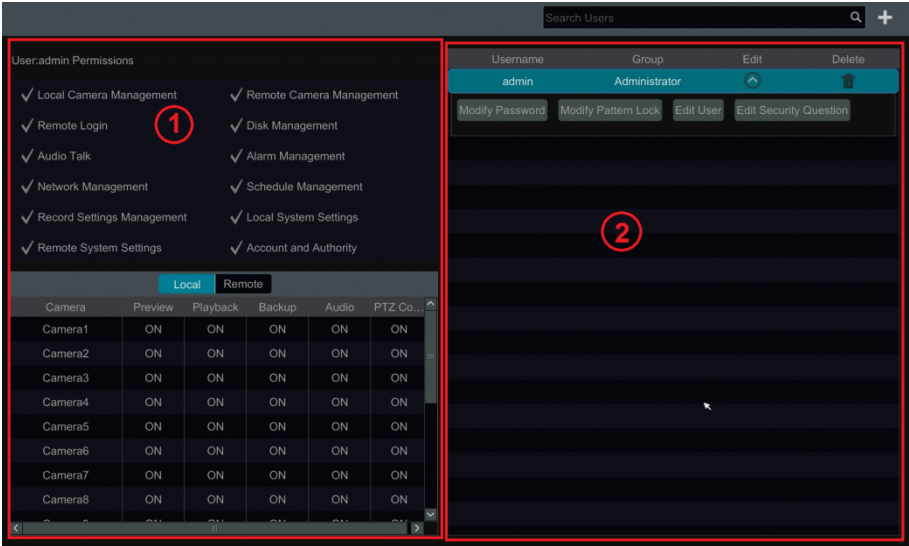 Search Users
User:admin Permissions
Local Camera Management Remote Camera Management
Remote Login Disk Management
Audio Talk Alarm Management
Network Management Schedule Management
Record Settings Management Local System Settings
Remote System Settings Account and Authority
1
Local Remote
Camera Preview Playback Backup Audio PTZ Co...
Camera1 ON ON ON ON ON
Camera2 ON ON ON ON ON
Camera3 ON ON ON ON ON
Camera4 ON ON ON ON ON
Camera5 ON ON ON ON ON
Camera6 ON ON ON ON ON
Camera7 ON ON ON ON ON
Camera8 ON ON ON ON ON
Username Group Edit Delete
admin Administrator
Modify Password Modify Pattern Lock Edit User Edit Security Question
2